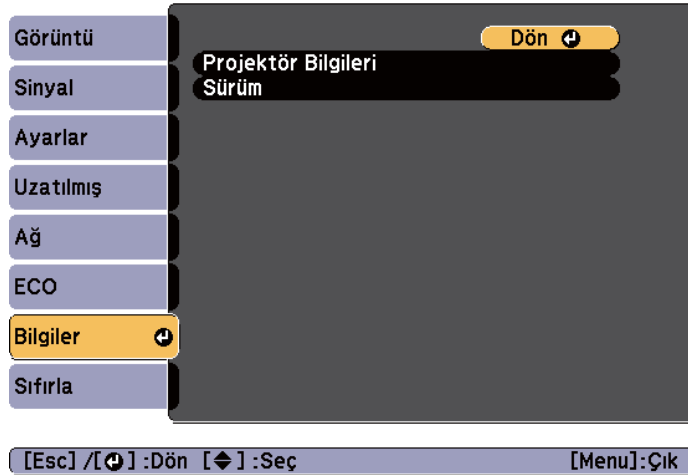 Görüntü
Sinyal
Ayarlar
Uzatılmış
Ağ
ECO
Bilgiler
Sıfırla
Dön
Projektör Bilgileri
Sürüm
[Esc] /[ ] :Dön [ ] :Seç [Menu]:Çık